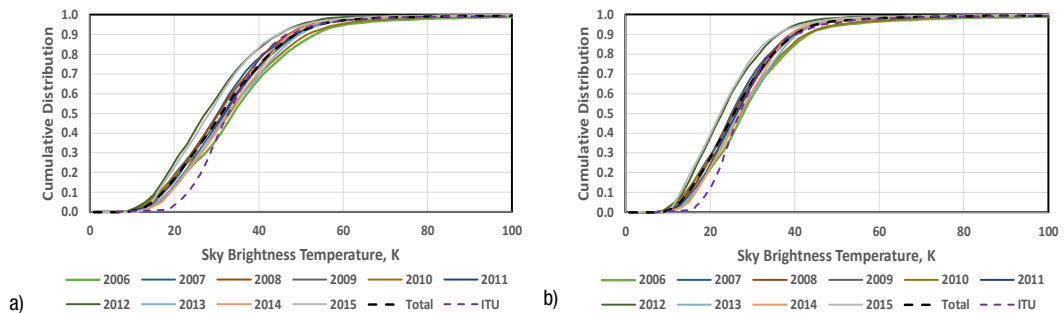 Cumulative Distribution
1.0
0.9
0.8
0.7
0.6
0.5
0.4
0.3
0.2
0.1
0.0
0 20 40 60 80 100
Sky Brightness Temperature, K
2006 2007 2008 2009 2010 2011
2012 2013 2014 2015 Total ITU
a)
Cumulative Distribution
1.0
0.9
0.8
0.7
0.6
0.5
0.4
0.3
0.2
0.1
0.0
0 20 40 60 80 100
Sky Brightness Temperature, K
2006 2007 2008 2009 2010 2011
2012 2013 2014 2015 Total ITU
b)